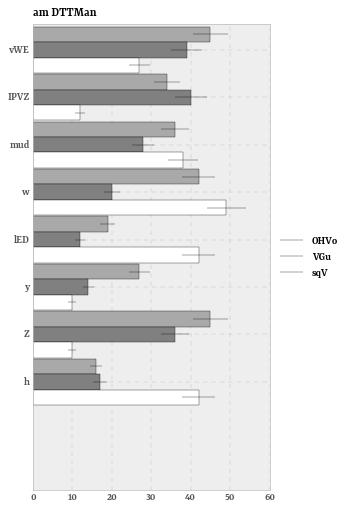 am DTTMan
vWE
IPVZ
mud
w
lED
y
Z
h
0 10 20 30 40 50 60
OHVo
VGu
sqV